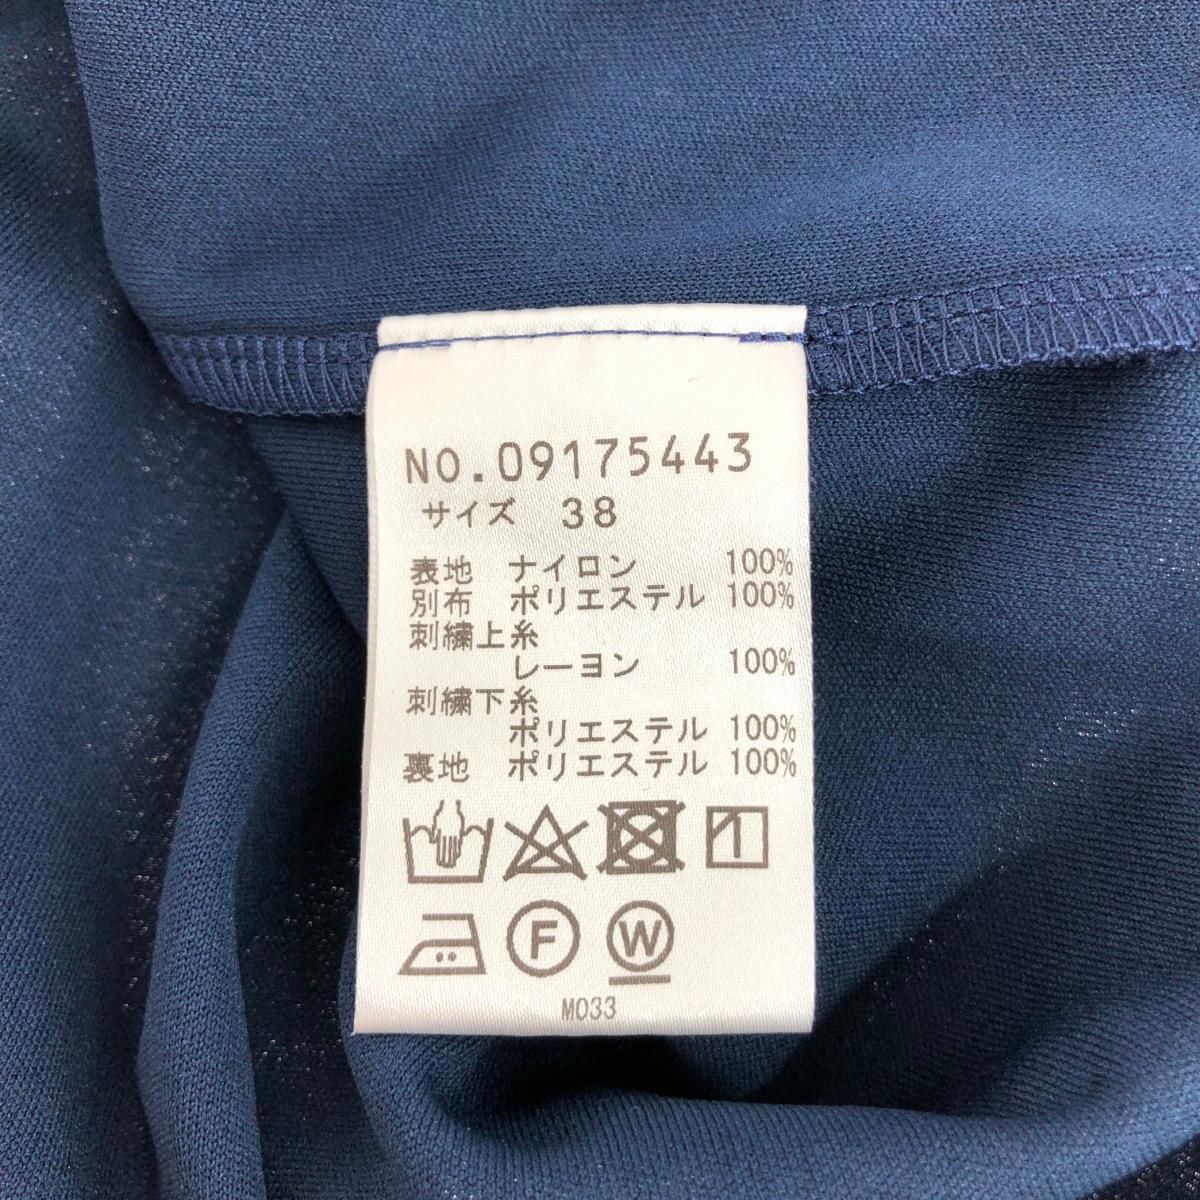 NO.09175443
サイズ 38
表地 ナイロン 100%
別布 ポリエステル 100%
刺繍上糸
レーヨン 100%
刺繍下糸
ポリエステル 100%
裏地 ポリエステル 100%
F W
M033